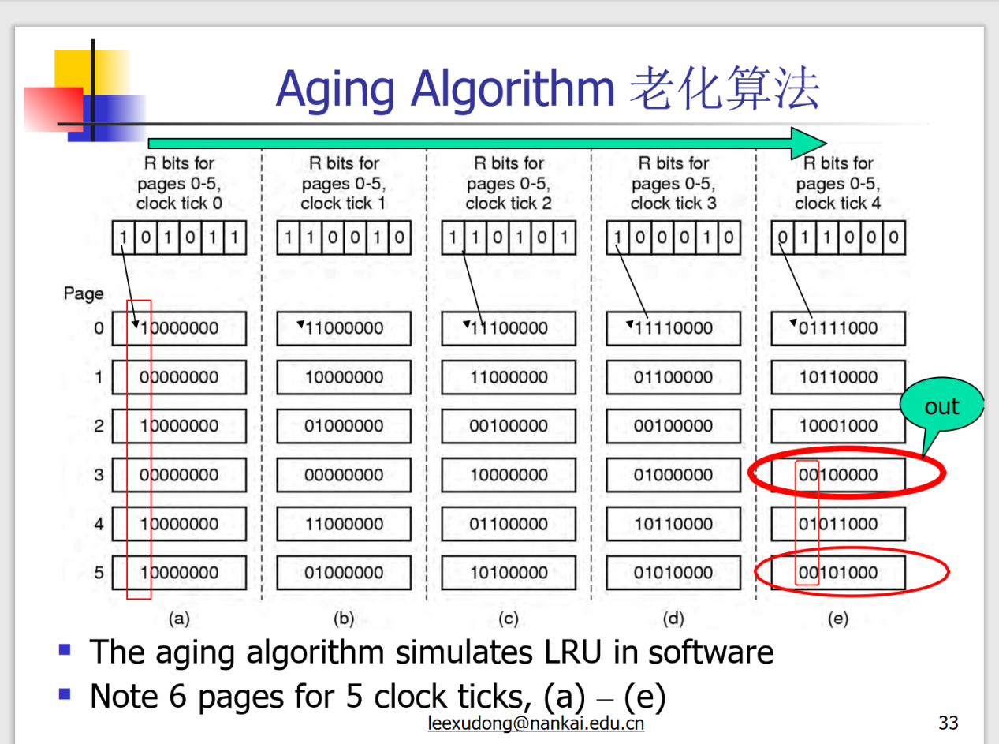 Aging Algorithm 老化算法
R bits for pages 0-5, clock tick 0
R bits for pages 0-5, clock tick 1
R bits for pages 0-5, clock tick 2
R bits for pages 0-5, clock tick 3
R bits for pages 0-5, clock tick 4
1 0 1 0 1 1
1 1 0 0 1 0
1 1 0 1 0 1
1 0 0 0 1 0
0 1 1 0 0 0
Page
0 10000000 11000000 11100000 11110000 01111000
1 00000000 10000000 11000000 01100000 10110000
out
2 10000000 01000000 00100000 00100000 10001000
3 00000000 00000000 10000000 01000000 00100000
4 10000000 11000000 01100000 10110000 01011000
5 10000000 01000000 10100000 01010000 00101000
(a) (b) (c) (d) (e)
The aging algorithm simulates LRU in software
Note 6 pages for 5 clock ticks, (a) – (e)
leexudong@nankai.edu.cn
33